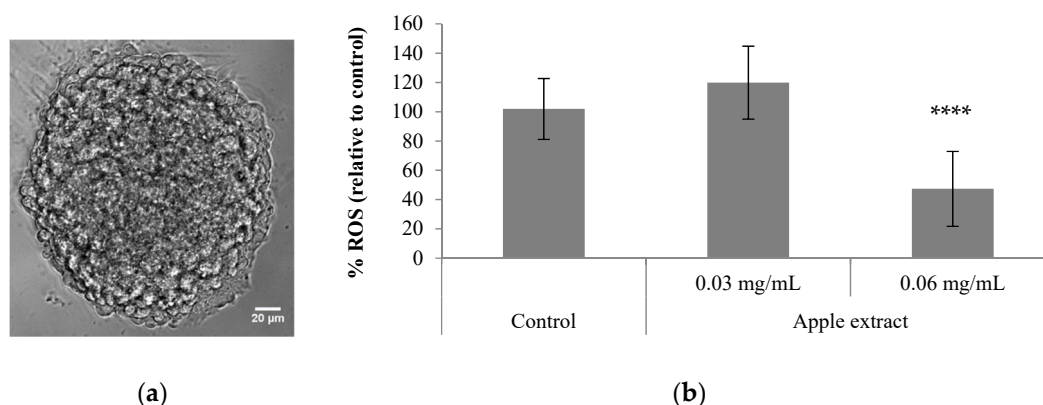 20 µm
(a)
% ROS (relative to control)
160
140
120
100
80
60
40
20
0
****
0.03 mg/mL
0.06 mg/mL
Control
Apple extract
(b)